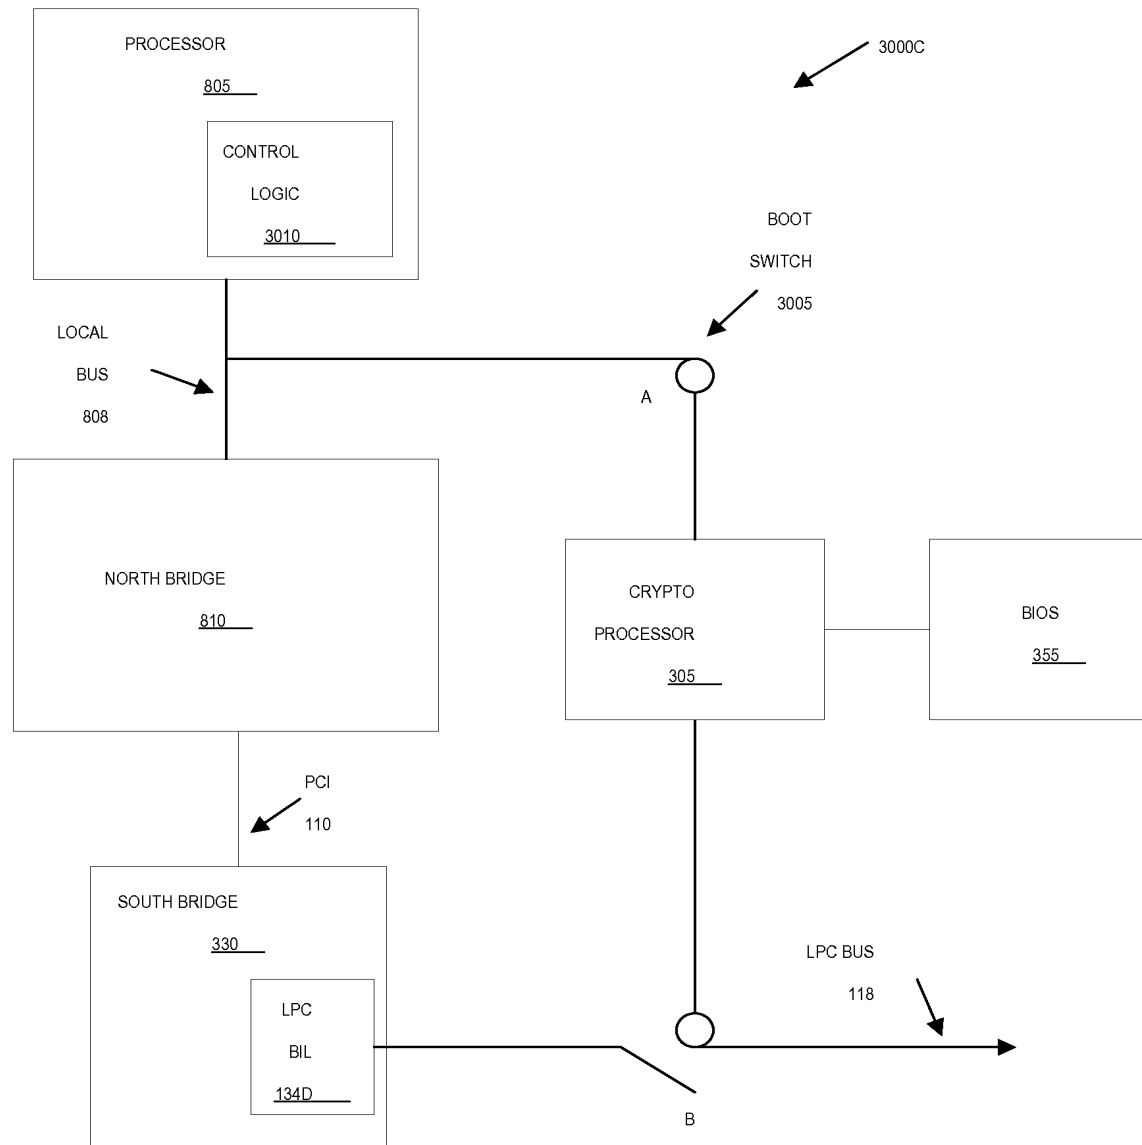 PROCESSOR
805
CONTROL
LOGIC
3010
3000C
BOOT
SWITCH
3005
LOCAL
BUS
808
A
NORTH BRIDGE
810
CRYPTO
PROCESSOR
305
BIOS
355
PCI
110
SOUTH BRIDGE
330
LPC
BIL
134D
LPC BUS
118
B